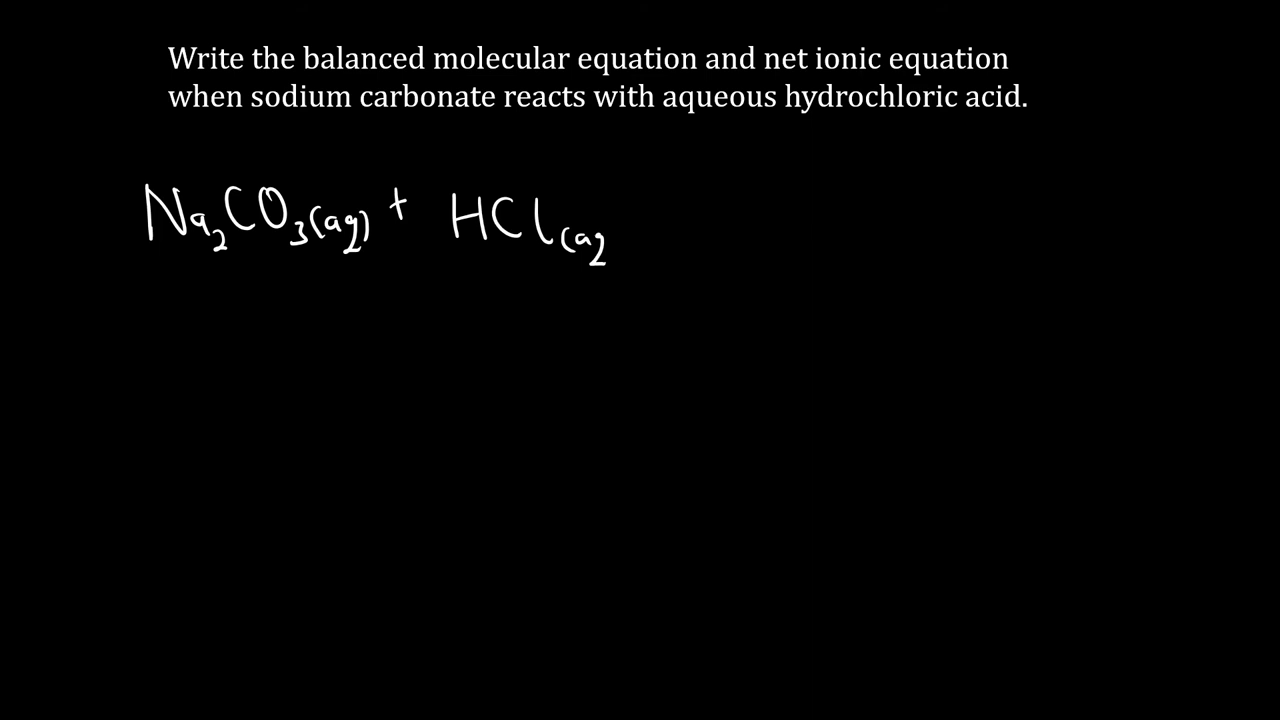 Write the balanced molecular equation and net ionic equation
when sodium carbonate reacts with aqueous hydrochloric acid.
Na₂CO₃(aq) + HCl(aq